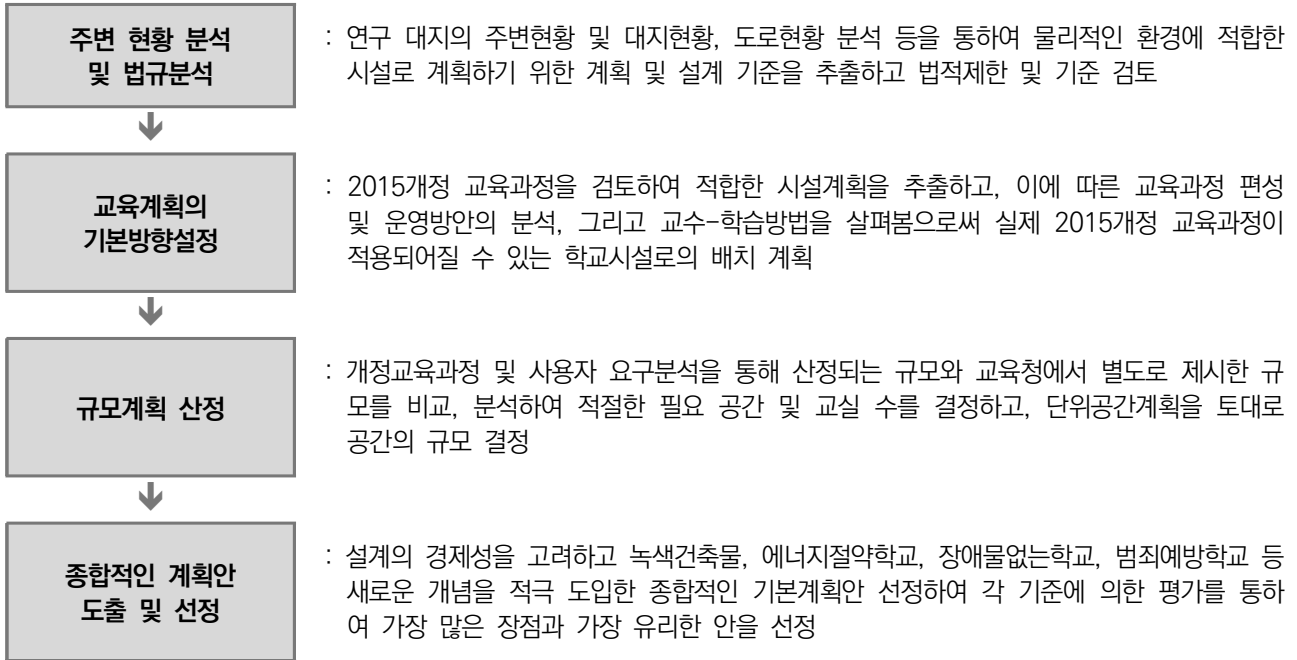 주변 현황 분석
및 법규분석
: 연구 대지의 주변현황 및 대지현황, 도로현황 분석 등을 통하여 물리적인 환경에 적합한
시설로 계획하기 위한 계획 및 설계 기준을 추출하고 법적제한 및 기준 검토
교육계획의
기본방향설정
: 2015개정 교육과정을 검토하여 적합한 시설계획을 추출하고, 이에 따른 교육과정 편성
및 운영방안의 분석, 그리고 교수-학습방법을 살펴봄으로써 실제 2015개정 교육과정이
적용되어질 수 있는 학교시설로의 배치 계획
규모계획 산정
: 개정교육과정 및 사용자 요구분석을 통해 산정되는 규모와 교육청에서 별도로 제시한 규
모를 비교, 분석하여 적절한 필요 공간 및 교실 수를 결정하고, 단위공간계획을 토대로
공간의 규모 결정
종합적인 계획안
도출 및 선정
: 설계의 경제성을 고려하고 녹색건축물, 에너지절약학교, 장애물없는학교, 범죄예방학교 등
새로운 개념을 적극 도입한 종합적인 기본계획안 선정하여 각 기준에 의한 평가를 통하
여 가장 많은 장점과 가장 유리한 안을 선정